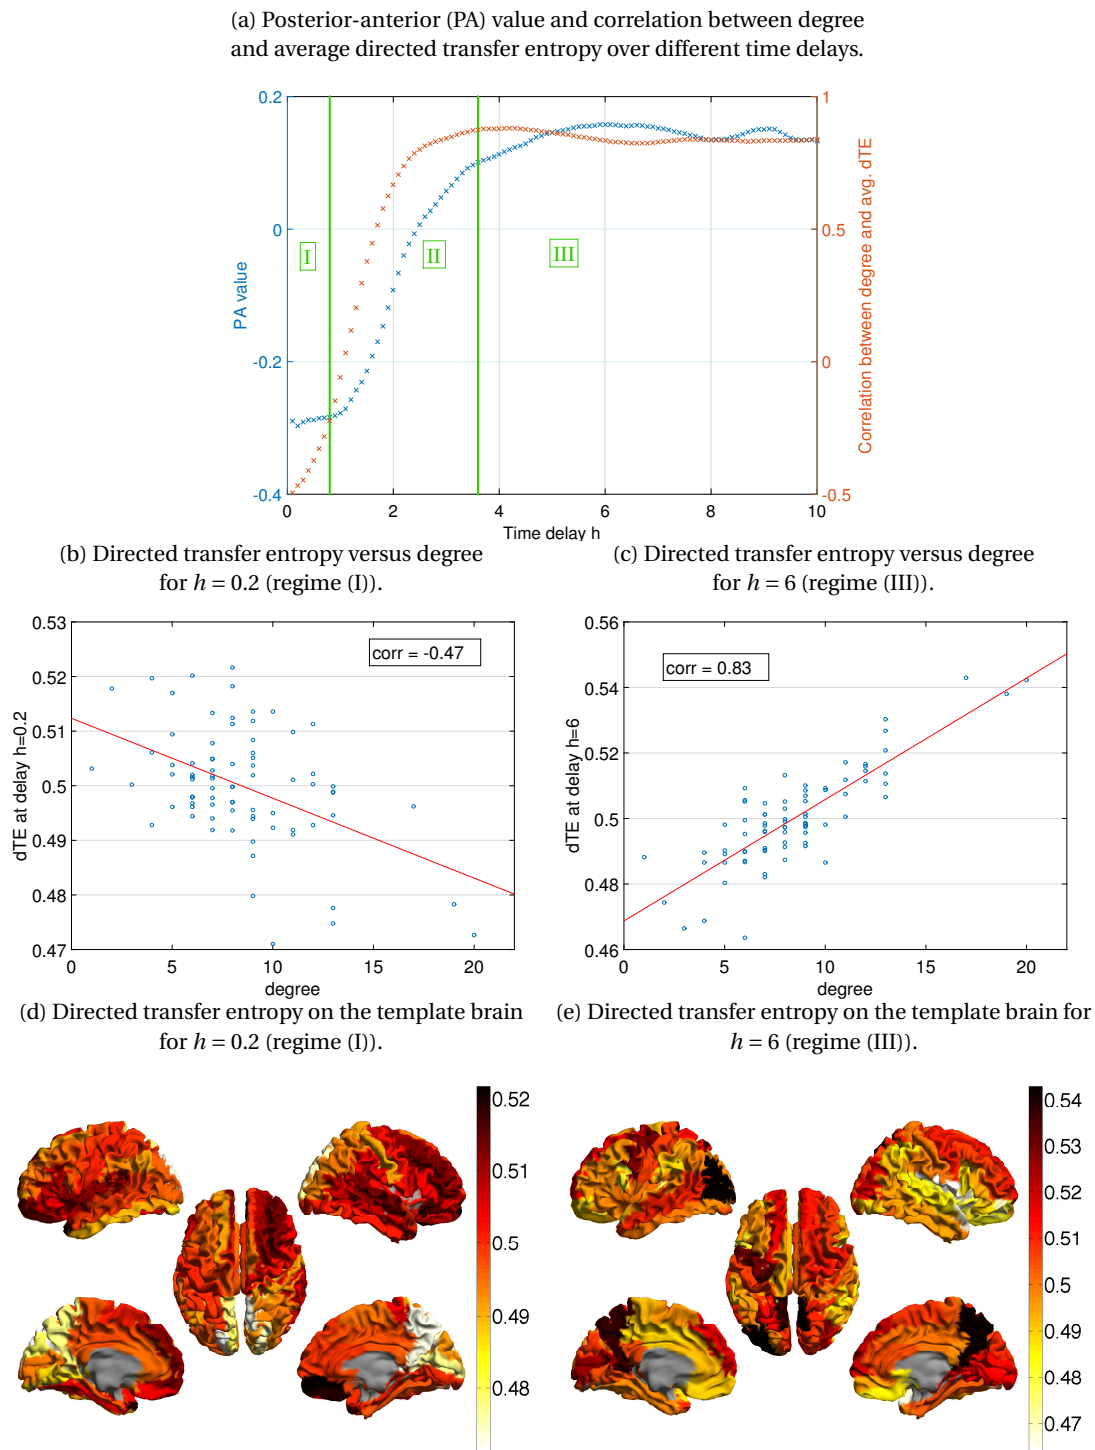 (a) Posterior-anterior (PA) value and correlation between degree
and average directed transfer entropy over different time delays.
0.2
0
-0.2
-0.4
PA value
I
II
III
1
0.5
0
-0.5
Correlation between degree and avg. dTE
0 2 4 6 8 10
Time delay h
(b) Directed transfer entropy versus degree
for h = 0.2 (regime (I)).
(c) Directed transfer entropy versus degree
for h = 6 (regime (III)).
0.53
0.52
0.51
0.5
0.49
0.48
0.47
dTE at delay h=0.2
corr = -0.47
0 5 10 15 20
degree
0.56
0.54
0.52
0.5
0.48
0.46
dTE at delay h=6
corr = 0.83
0 5 10 15 20
degree
(d) Directed transfer entropy on the template brain
for h = 0.2 (regime (I)).
(e) Directed transfer entropy on the template brain for
h = 6 (regime (III)).
0.52
0.51
0.5
0.49
0.48
0.54
0.53
0.52
0.51
0.5
0.49
0.48
0.47